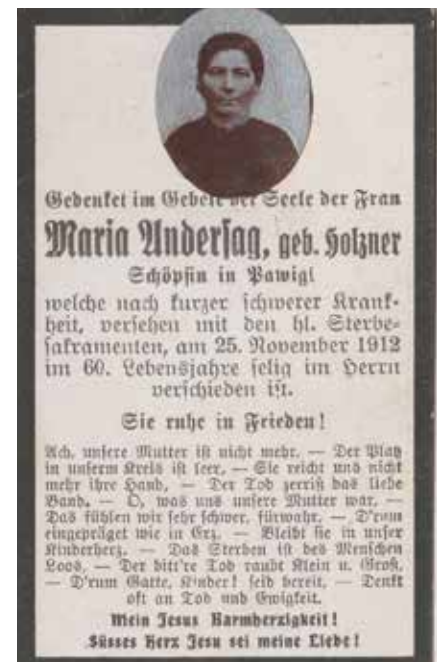 Gedenket im Gebete der Seele der Frau
Maria Andersag, geb. Holzner
Schöpfin in Pawigl
welche nach kurzer schwerer Krank-
heit, versehen mit den hl. Sterbe-
sakramenten, am 25. November 1912
im 60. Lebensjahre selig im Herrn
verschieden ist.
Sie ruhe in Frieden!
Ach, unsere Mutter ist nicht mehr. — Der Platz
in unserm Kreis ist leer. — Sie reicht uns nicht
mehr ihre Hand. — Der Tod zerriß das liebe
Band. — O, was uns unsere Mutter war, —
Das fühlen wir sehr schwer, fürwahr. — D'rum
eingepräget wie in Erz, — Bleibt sie in unser
Kinderherz. — Das Sterben ist des Menschen
Loos, — Der bitt're Tod raubt Klein u. Groß.
— D'rum Gatte, Kinder! seid bereit, — Denkt
oft an Tod und Ewigkeit.
Mein Jesus Barmherzigkeit!
Süsses Herz Jesu sei meine Liebe!